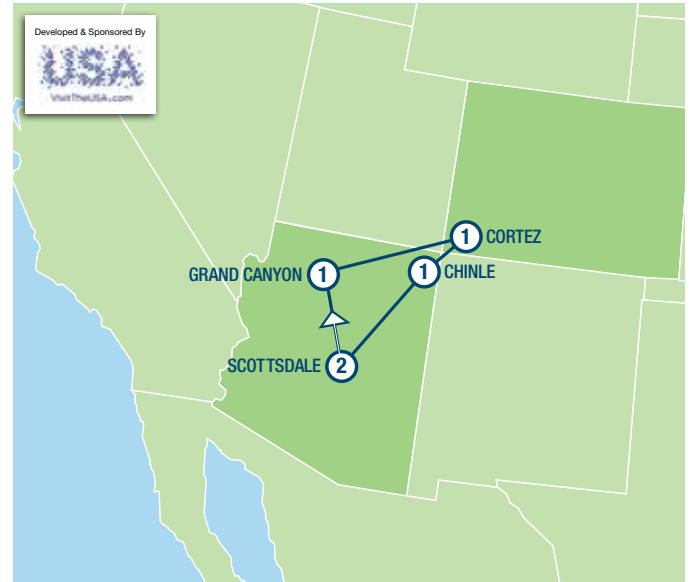 Developed & Sponsored By
USA
VisitTheUSA.com
1 CORTEZ
GRAND CANYON 1
1 CHINLE
SCOTTSDALE 2